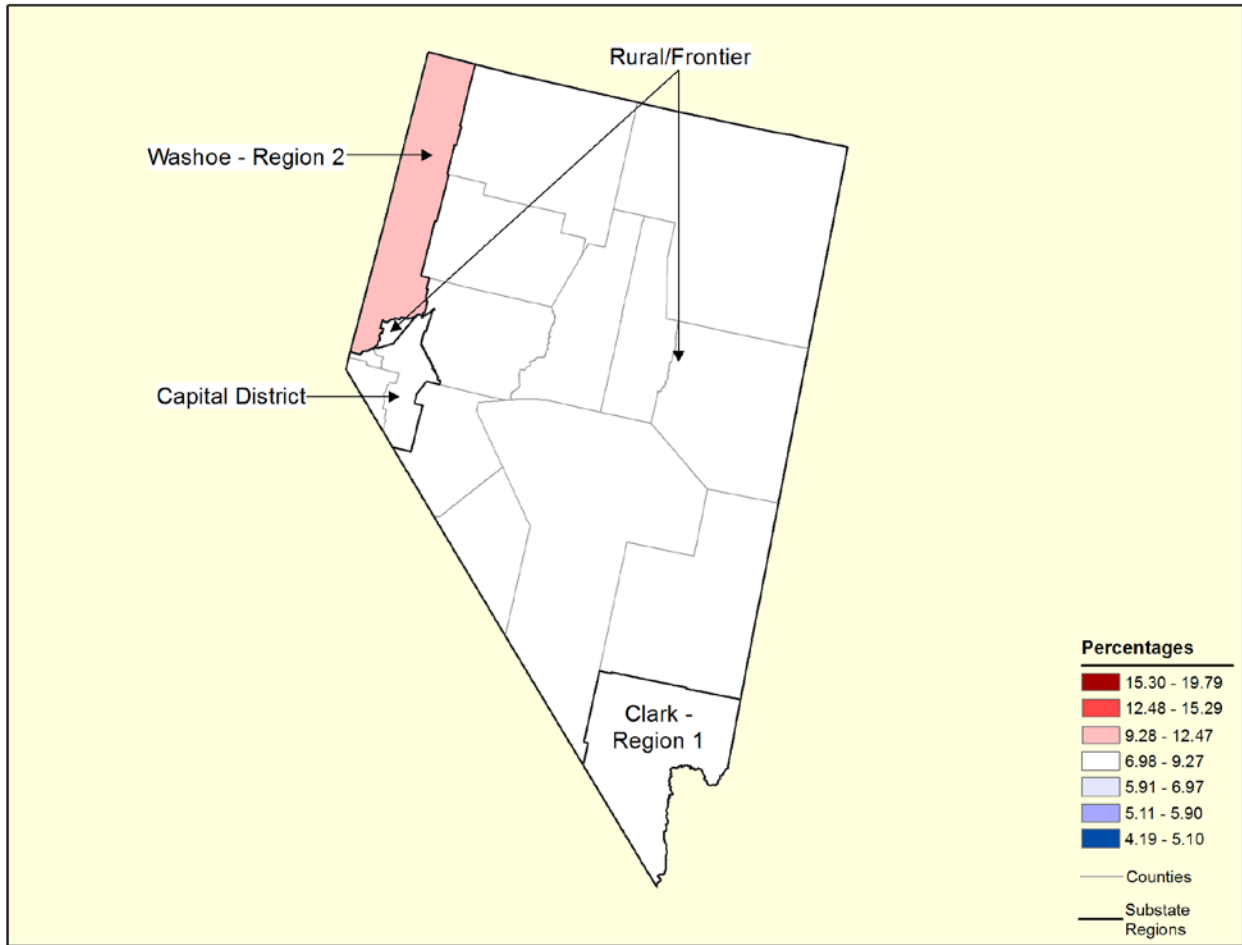 Rural/Frontier
Washoe - Region 2
Capital District
Clark -
Region 1
Percentages
15.30 - 19.79
12.48 - 15.29
9.28 - 12.47
6.98 - 9.27
5.91 - 6.97
5.11 - 5.90
4.19 - 5.10
Counties
Substate
Regions